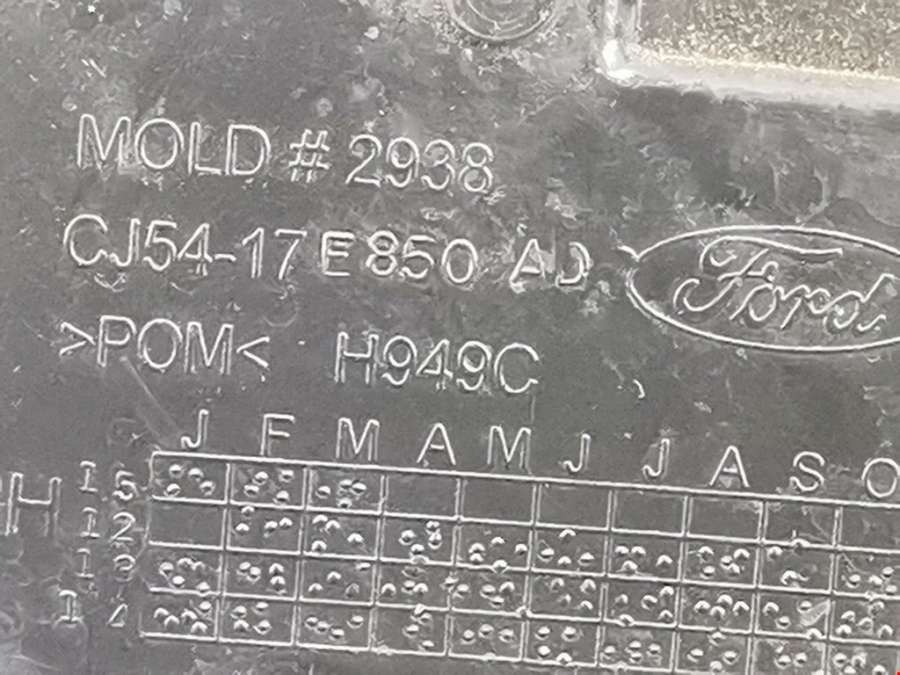 MOLD # 2938
CJ54-17E850 AD
Ford
>POM< H949C
J F M A M J J A S O
15
H 12
13
14